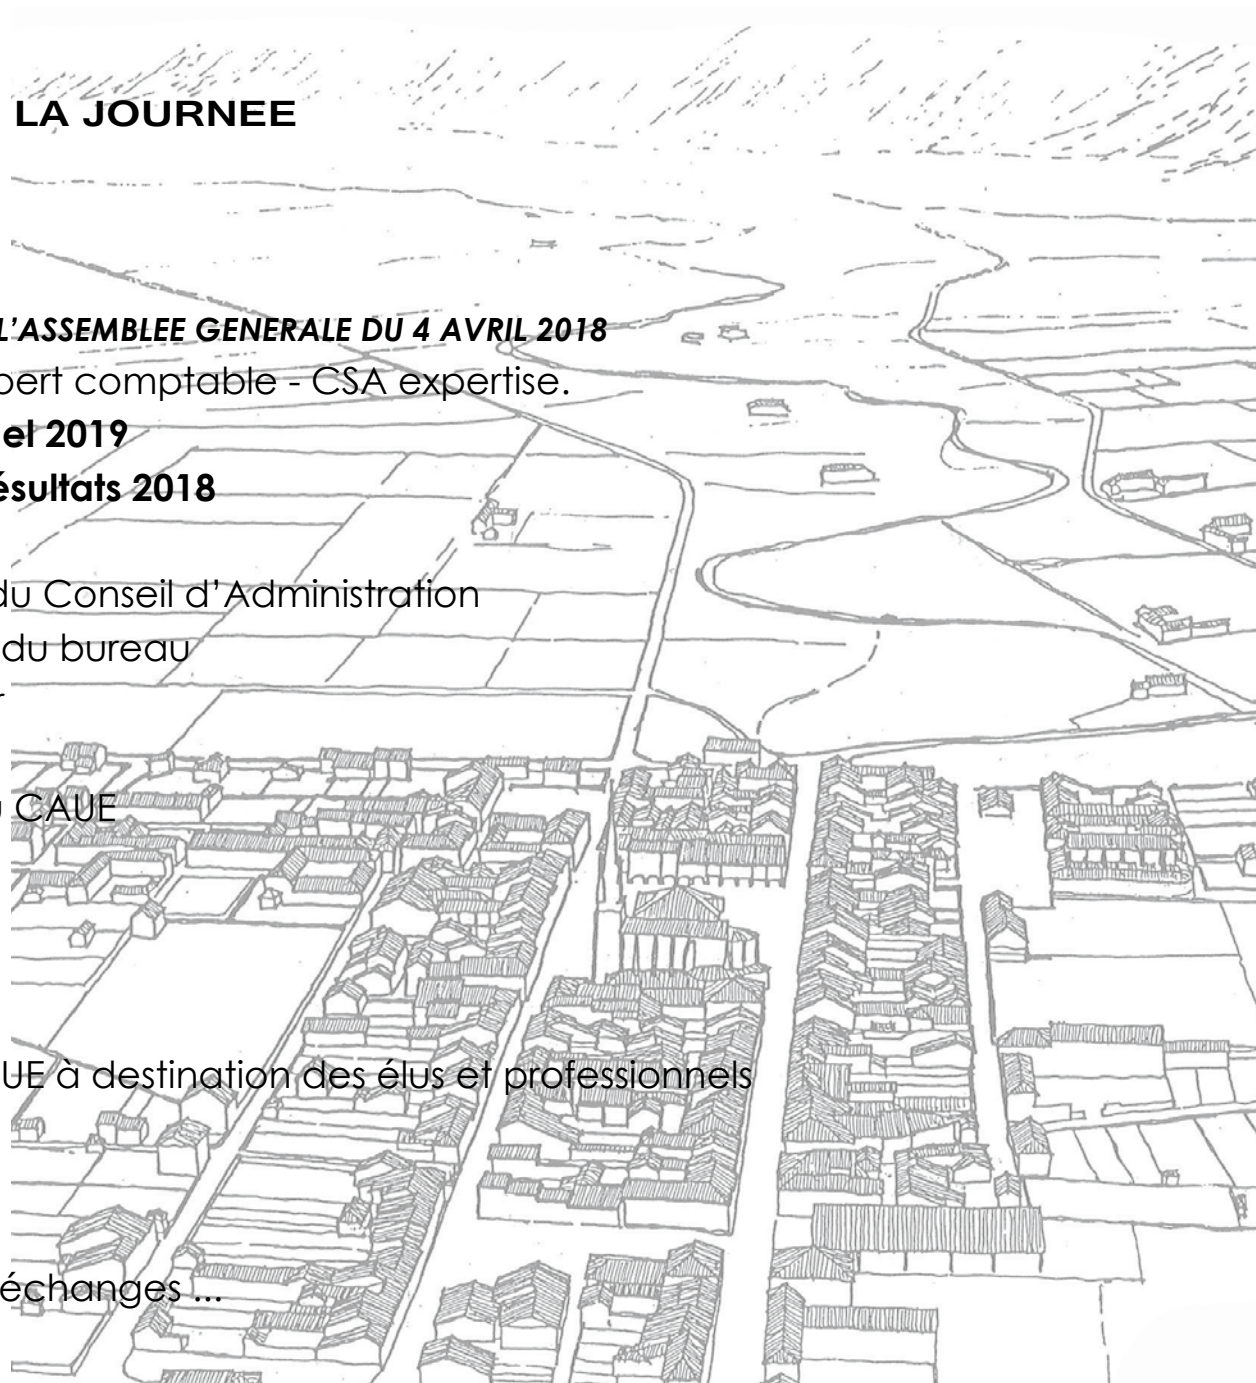 LA JOURNEE
L’ASSEMBLEE GENERALE DU 4 AVRIL 2018
pert comptable - CSA expertise.
el 2019
ésultats 2018
du Conseil d’Administration
du bureau
r
CAUE
UE à destination des élus et professionnels
échanges ...